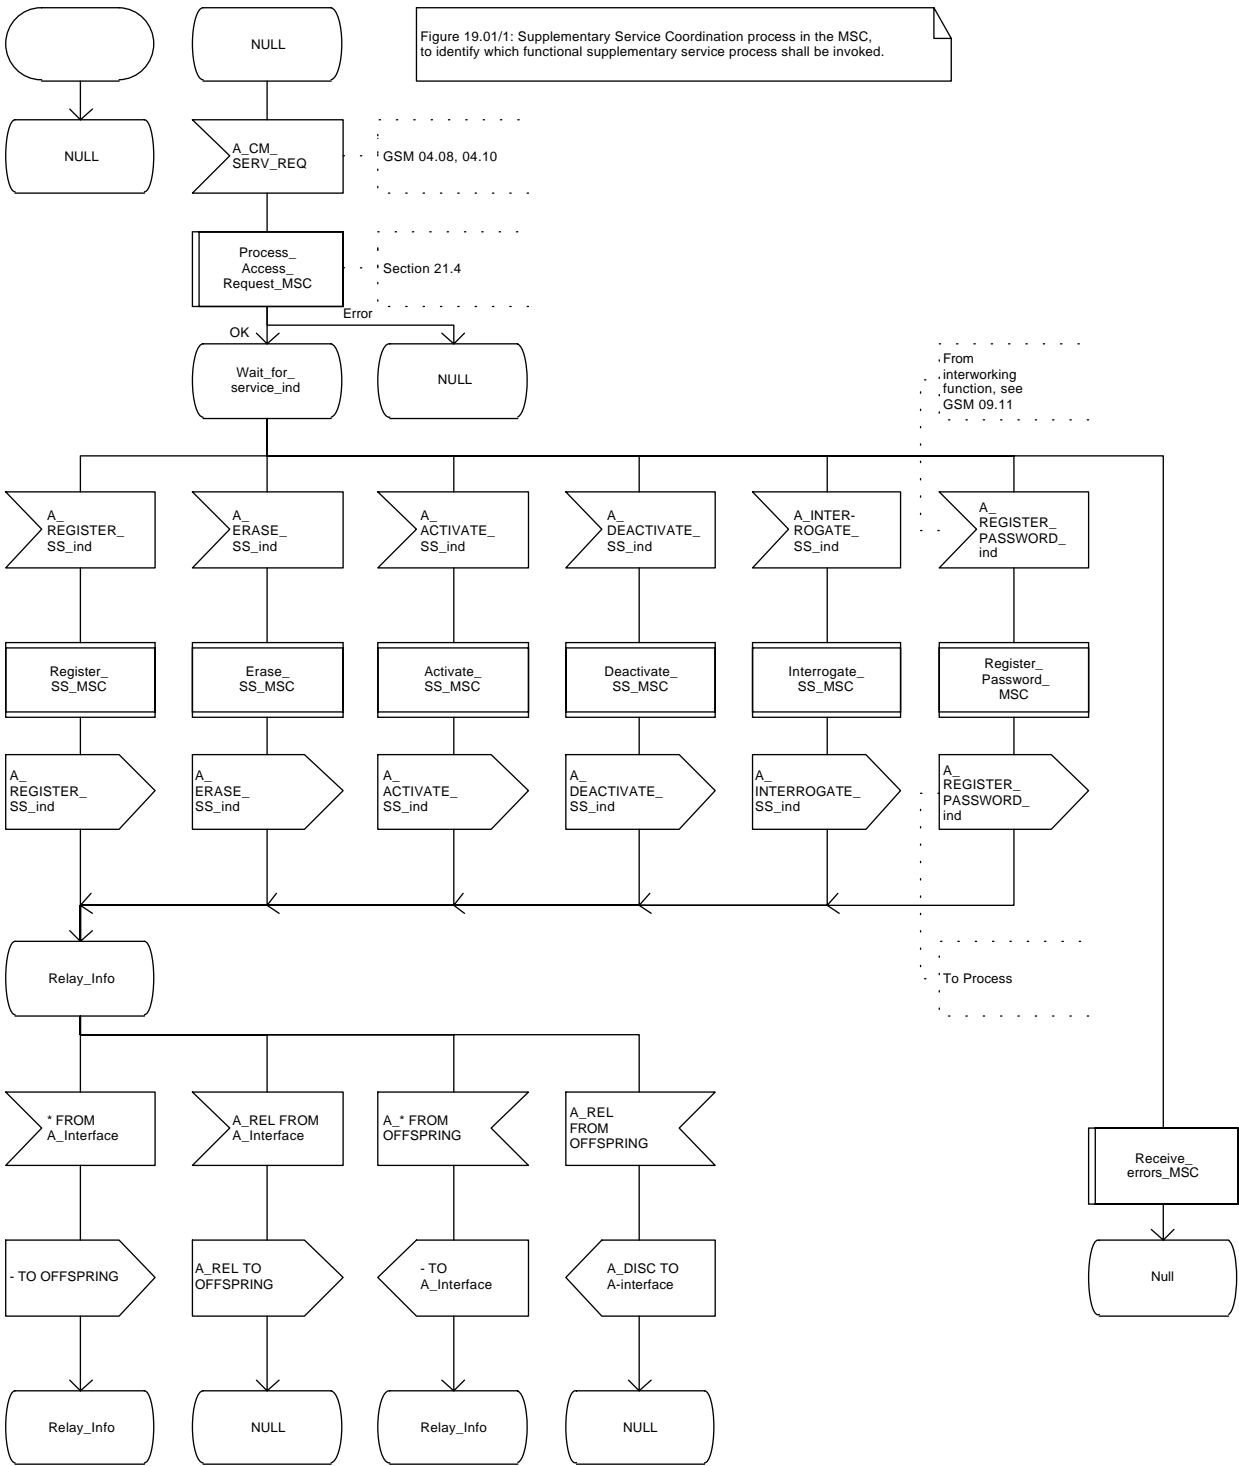 Figure 19.01/1: Supplementary Service Coordination process in the MSC,
to identify which functional supplementary service process shall be invoked.
NULL
NULL
A_CM_
SERV_REQ
GSM 04.08, 04.10
Process_
Access_
Request_MSC
Section 21.4
Error
OK
Wait_for_
service_ind
NULL
From
interworking
function, see
GSM 09.11
A_
REGISTER_
SS_ind
A_
ERASE_
SS_ind
A_
ACTIVATE_
SS_ind
A_
DEACTIVATE_
SS_ind
A_INTER-
ROGATE_
SS_ind
A_
REGISTER_
PASSWORD_
ind
Register_
SS_MSC
Erase_
SS_MSC
Activate_
SS_MSC
Deactivate_
SS_MSC
Interrogate_
SS_MSC
Register_
Password_
MSC
A_
REGISTER_
SS_ind
A_
ERASE_
SS_ind
A_
ACTIVATE_
SS_ind
A_
DEACTIVATE_
SS_ind
A_
INTERROGATE_
SS_ind
A_
REGISTER_
PASSWORD_
ind
Relay_Info
To Process
* FROM
A_Interface
A_REL FROM
A_Interface
A_* FROM
OFFSPRING
A_REL
FROM
OFFSPRING
Receive_
errors_MSC
- TO OFFSPRING
A_REL TO
OFFSPRING
- TO
A_Interface
A_DISC TO
A-interface
Null
Relay_Info
NULL
Relay_Info
NULL